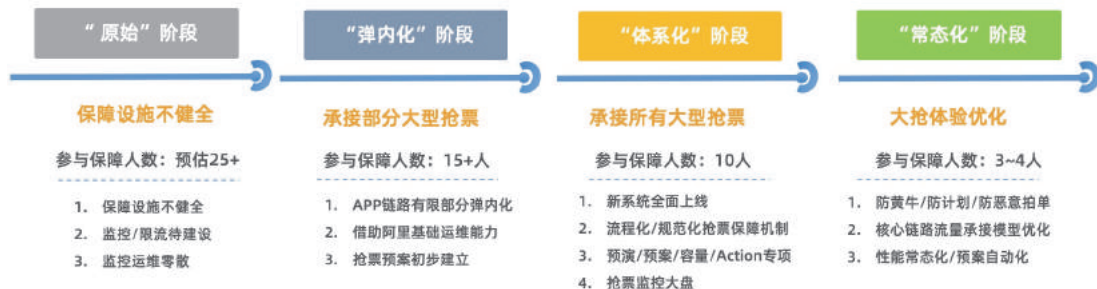 “原始”阶段
保障设施不健全
参与保障人数：预估25+
1. 保障设施不健全
2. 监控/限流待建设
3. 监控运维零散
“弹内化”阶段
承接部分大型抢票
参与保障人数：15+人
1. APP链路有限部分弹内化
2. 借助阿里基础运维能力
3. 抢票预案初步建立
“体系化”阶段
承接所有大型抢票
参与保障人数：10人
1. 新系统全面上线
2. 流程化/规范化抢票保障机制
3. 预演/预案/容量/Action专项
4. 抢票监控大盘
“常态化”阶段
大抢体验优化
参与保障人数：3~4人
1. 防黄牛/防计划/防恶意拍单
2. 核心链路流量承接模型优化
3. 性能常态化/预案自动化